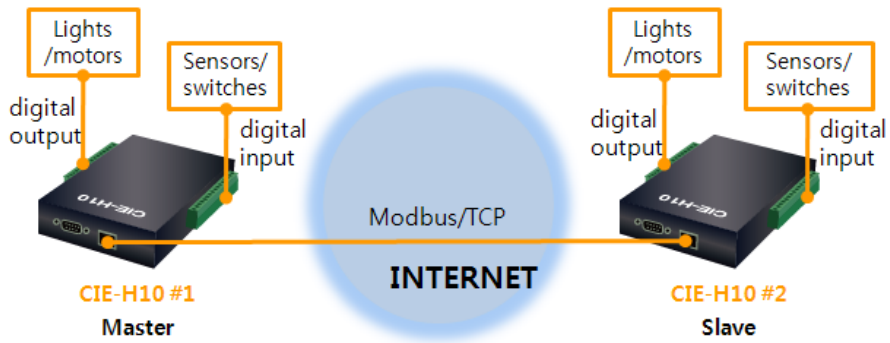 Lights
/motors
Sensors/
switches
digital
output
digital
input
CIE-H10
CIE-H10 #1
Master
Modbus/TCP
INTERNET
Lights
/motors
Sensors/
switches
digital
output
digital
input
CIE-H10
CIE-H10 #2
Slave